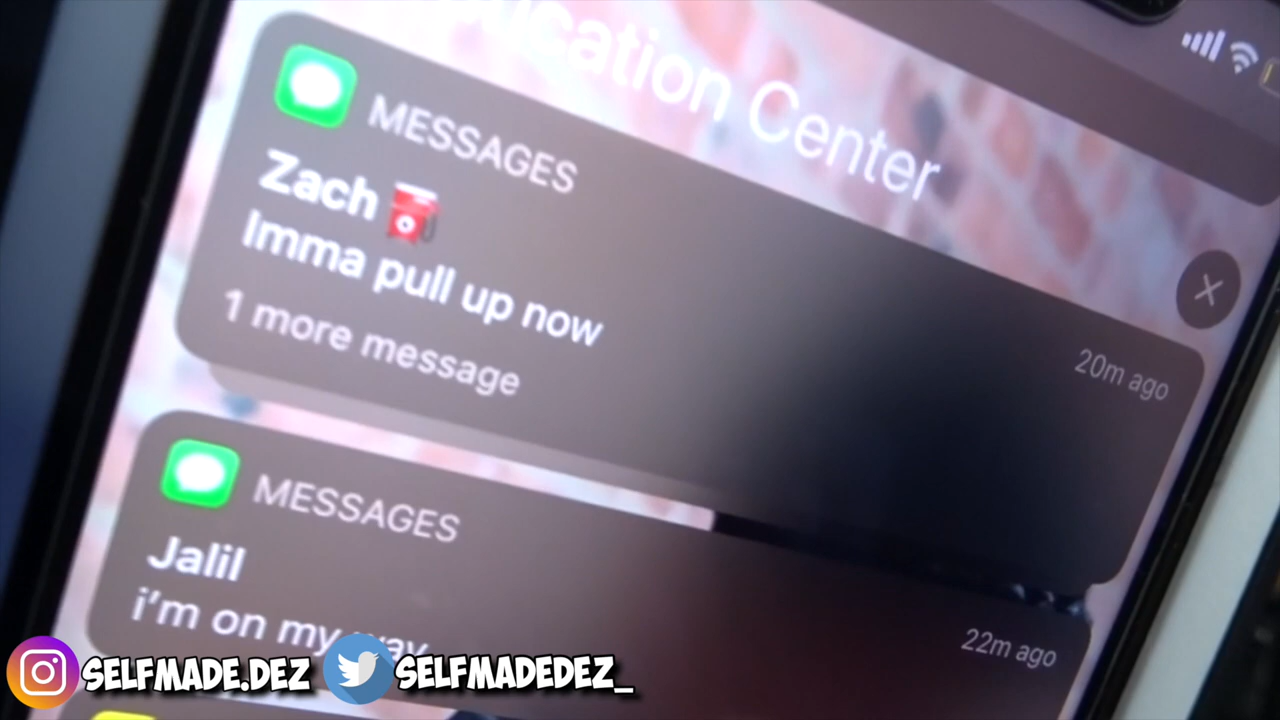 Notification Center
MESSAGES
Zach ⛽
Imma pull up now
1 more message
20m ago
MESSAGES
Jalil
i'm on my way
22m ago
SELFMADE.DEZ
SELFMADEDEZ_